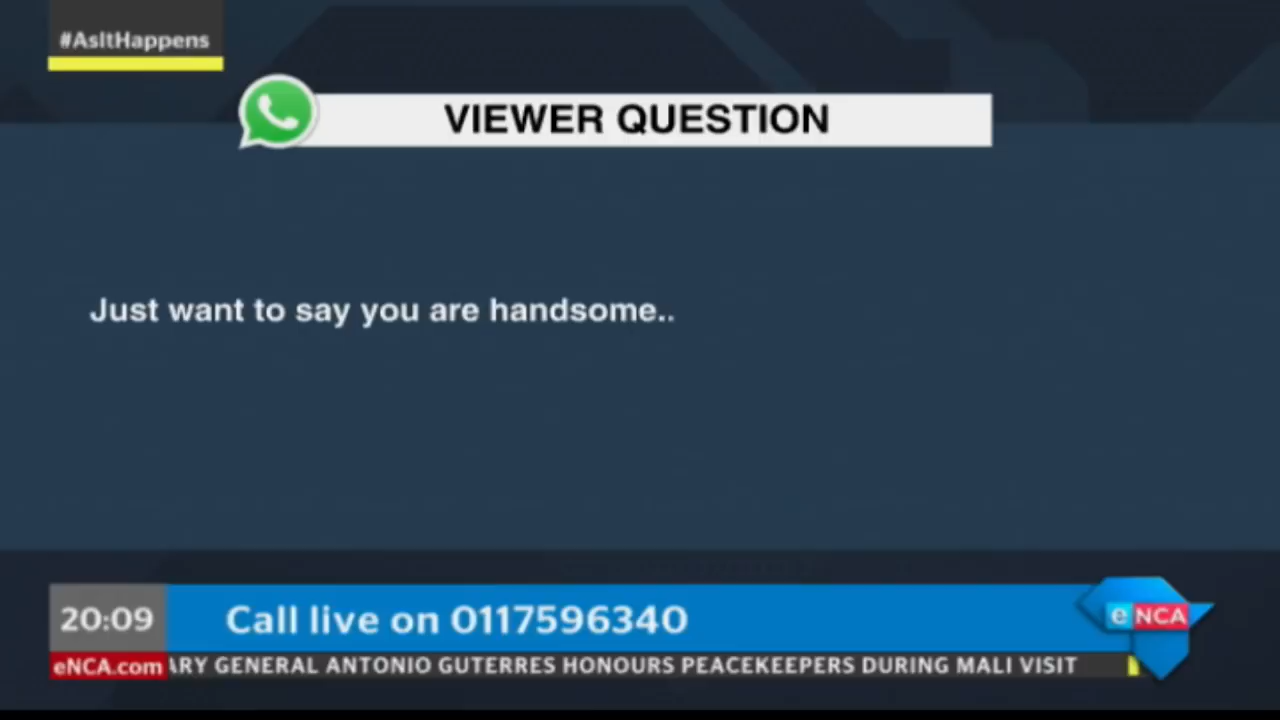 #AsItHappens
VIEWER QUESTION
Just want to say you are handsome..
20:09
Call live on 0117596340
eNCA
eNCA.com
ARY GENERAL ANTONIO GUTERRES HONOURS PEACEKEEPERS DURING MALI VISIT